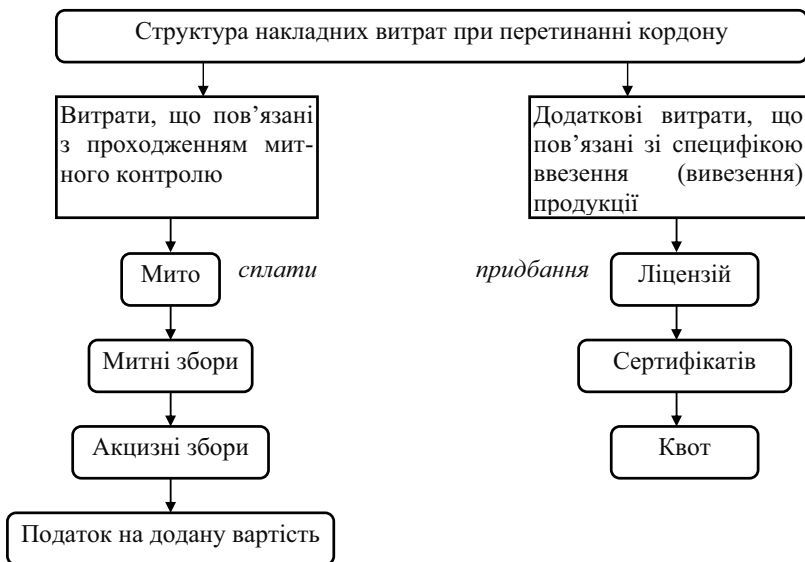 Структура накладних витрат при перетинанні кордону
Витрати, що пов’язані
з проходженням мит-
ного контролю
Додаткові витрати, що
пов’язані зі специфікою
ввезення (вивезення)
продукції
Мито
сплати
придбання
Ліцензій
Митні збори
Сертифікатів
Акцизні збори
Квот
Податок на додану вартість